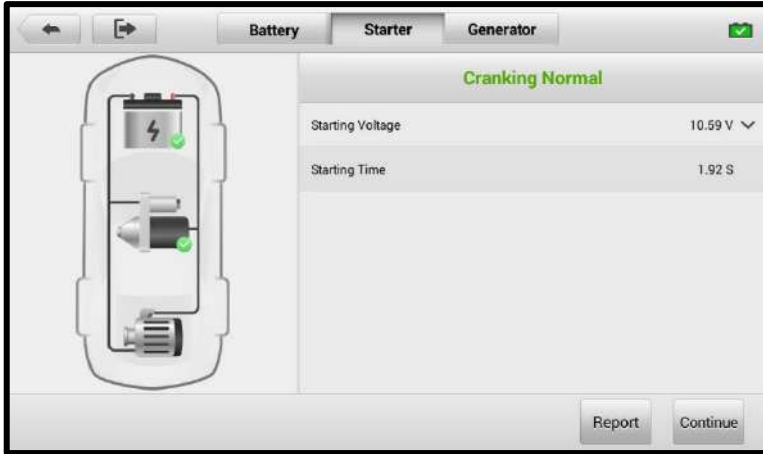 Battery Starter Generator
Cranking Normal
Starting Voltage 10.59 V
Starting Time 1.92 S
Report Continue